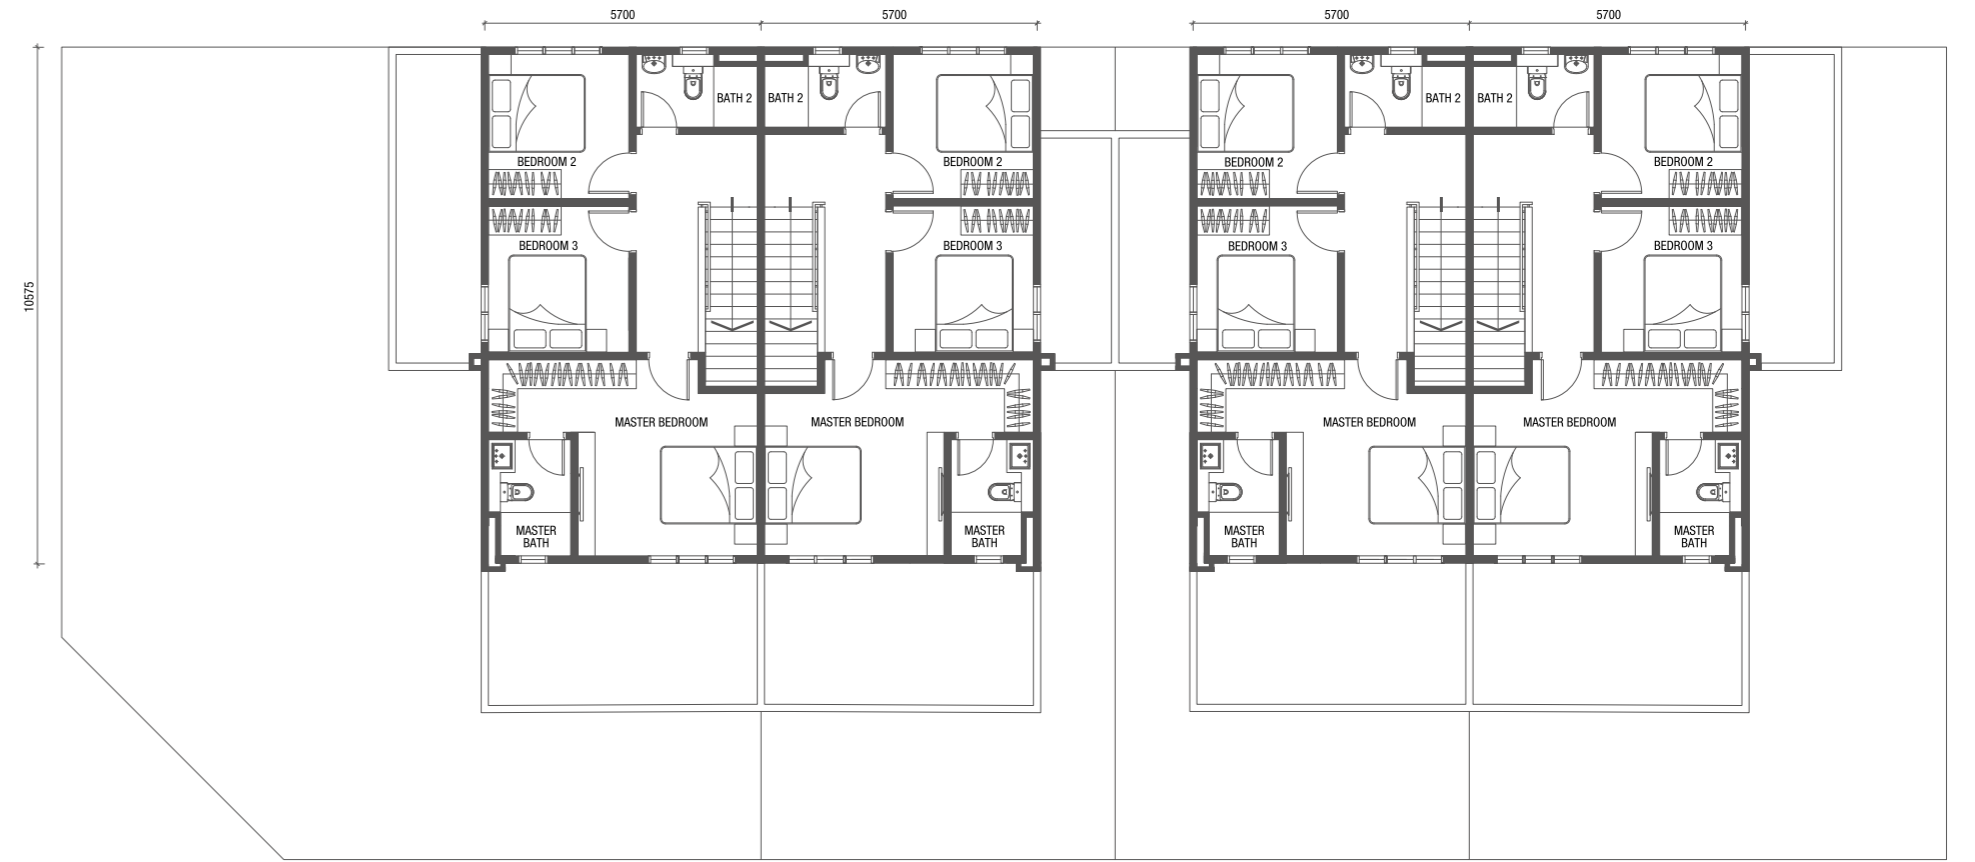 5700 5700 5700 5700
BATH 2 BATH 2 BATH 2 BATH 2
BEDROOM 2 BEDROOM 2 BEDROOM 2 BEDROOM 2
BEDROOM 3 BEDROOM 3 BEDROOM 3 BEDROOM 3
10575
MASTER BEDROOM MASTER BEDROOM MASTER BEDROOM MASTER BEDROOM
MASTER MASTER MASTER MASTER
BATH BATH BATH BATH